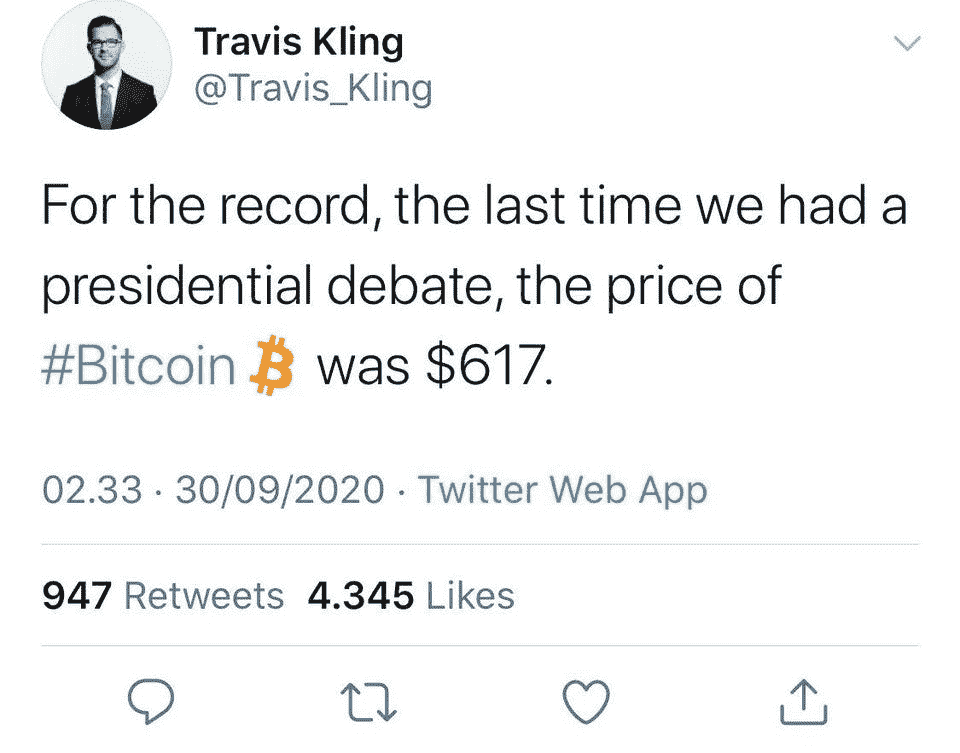 Travis Kling
@Travis_Kling
For the record, the last time we had a
presidential debate, the price of
#Bitcoin ₿ was $617.
02.33 · 30/09/2020 · Twitter Web App
947 Retweets 4.345 Likes